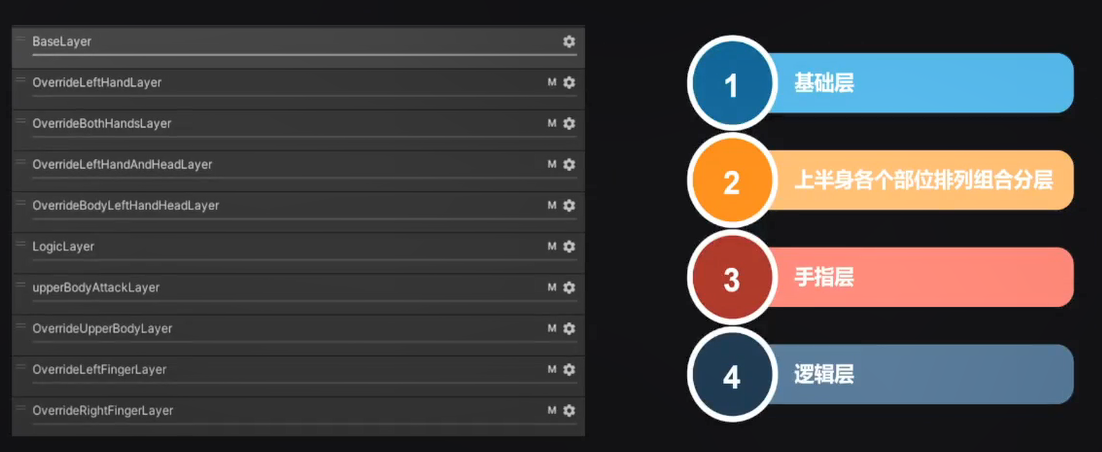 BaseLayer
OverrideLeftHandLayer M
OverrideBothHandsLayer M
OverrideLeftHandAndHeadLayer M
OverrideBodyLeftHandHeadLayer M
LogicLayer M
upperBodyAttackLayer M
OverrideUpperBodyLayer M
OverrideLeftFingerLayer M
OverrideRightFingerLayer M
1 基础层
2 上半身各个部位排列组合分层
3 手指层
4 逻辑层